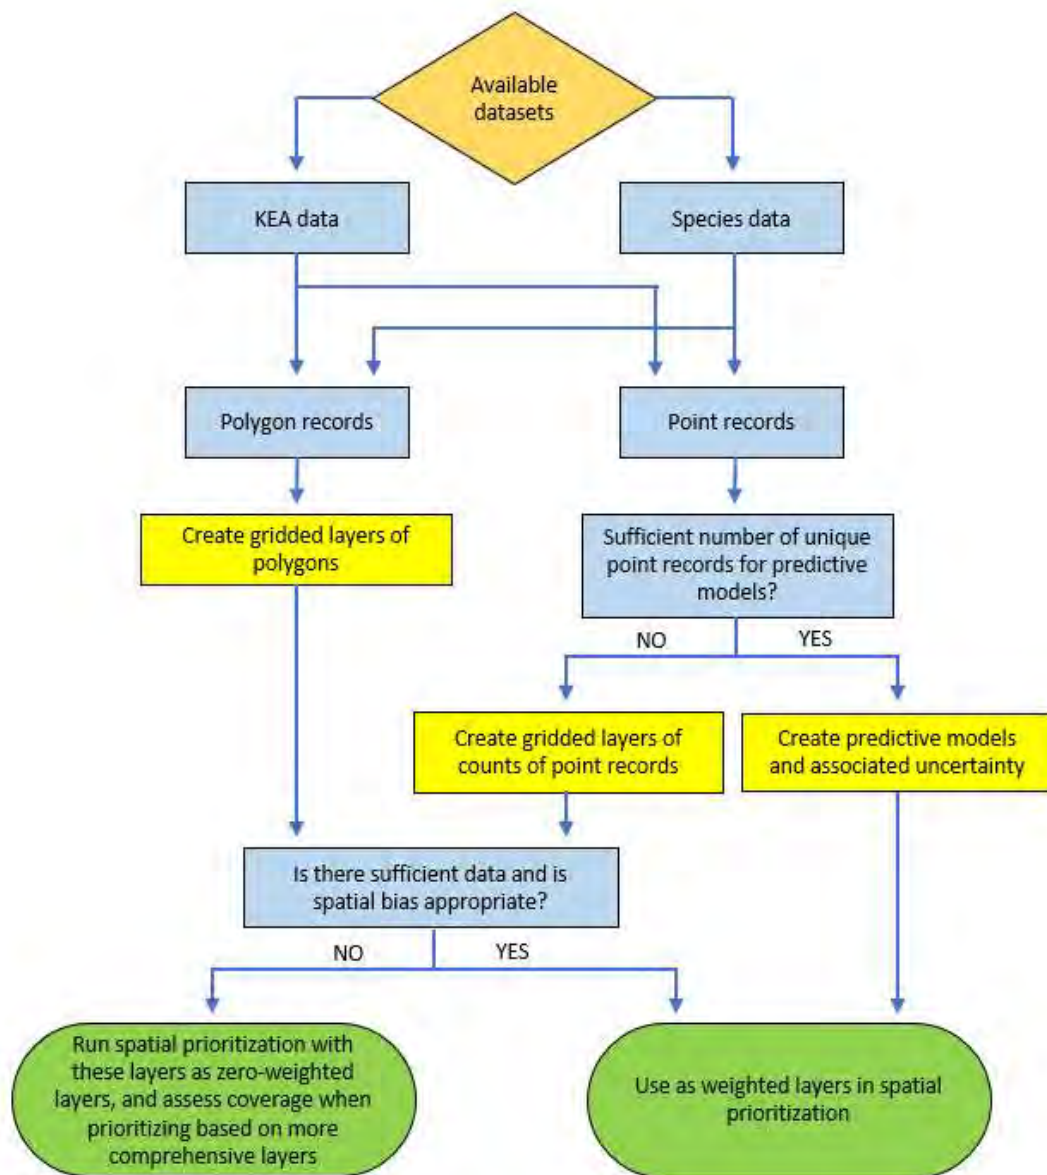 Available
datasets
KEA data
Species data
Polygon records
Point records
Create gridded layers of
polygons
Sufficient number of unique
point records for predictive
models?
NO
YES
Create gridded layers of
counts of point records
Create predictive models
and associated uncertainty
Is there sufficient data and is
spatial bias appropriate?
NO
YES
Run spatial prioritization with
these layers as zero-weighted
layers, and assess coverage when
prioritizing based on more
comprehensive layers
Use as weighted layers in spatial
prioritization